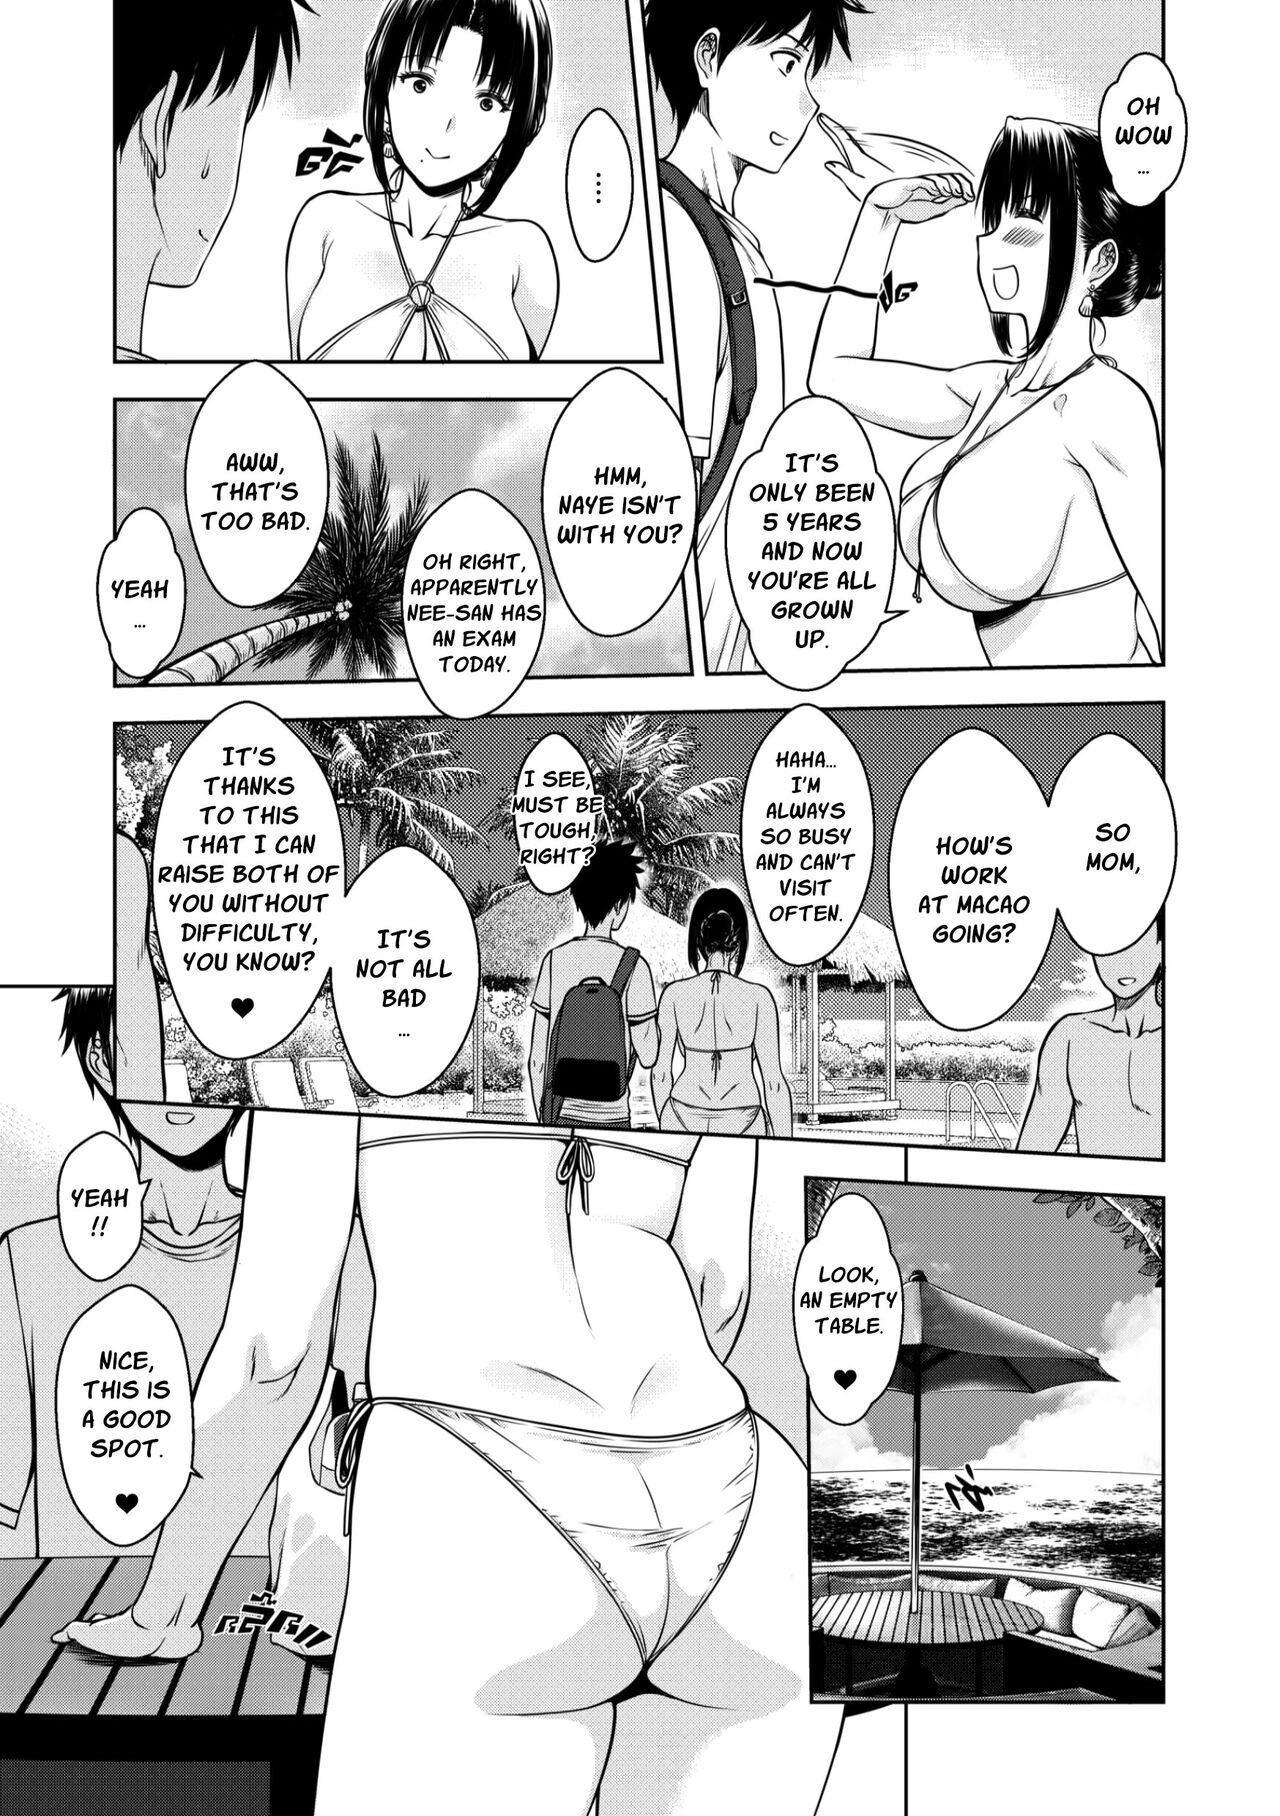 OH
WOW
...
IT'S
ONLY BEEN
5 YEARS
AND NOW
YOU'RE ALL
GROWN
UP.
...
HMM,
NAYE ISN'T
WITH YOU?
OH RIGHT,
APPARENTLY
NEE-SAN HAS
AN EXAM
TODAY.
AWW,
THAT'S
TOO BAD.
YEAH
...
SO
MOM,
HOW'S
WORK
AT MACAO
GOING?
HAHA...
I'M
ALWAYS
SO BUSY
AND CAN'T
VISIT
OFTEN.
I SEE,
MUST BE
TOUGH,
RIGHT?
IT'S
NOT ALL
BAD
...
IT'S
THANKS
TO THIS
THAT I CAN
RAISE BOTH OF
YOU WITHOUT
DIFFICULTY,
YOU KNOW?
♥
LOOK,
AN EMPTY
TABLE.
♥
YEAH
!!
NICE,
THIS IS
A GOOD
SPOT.
♥